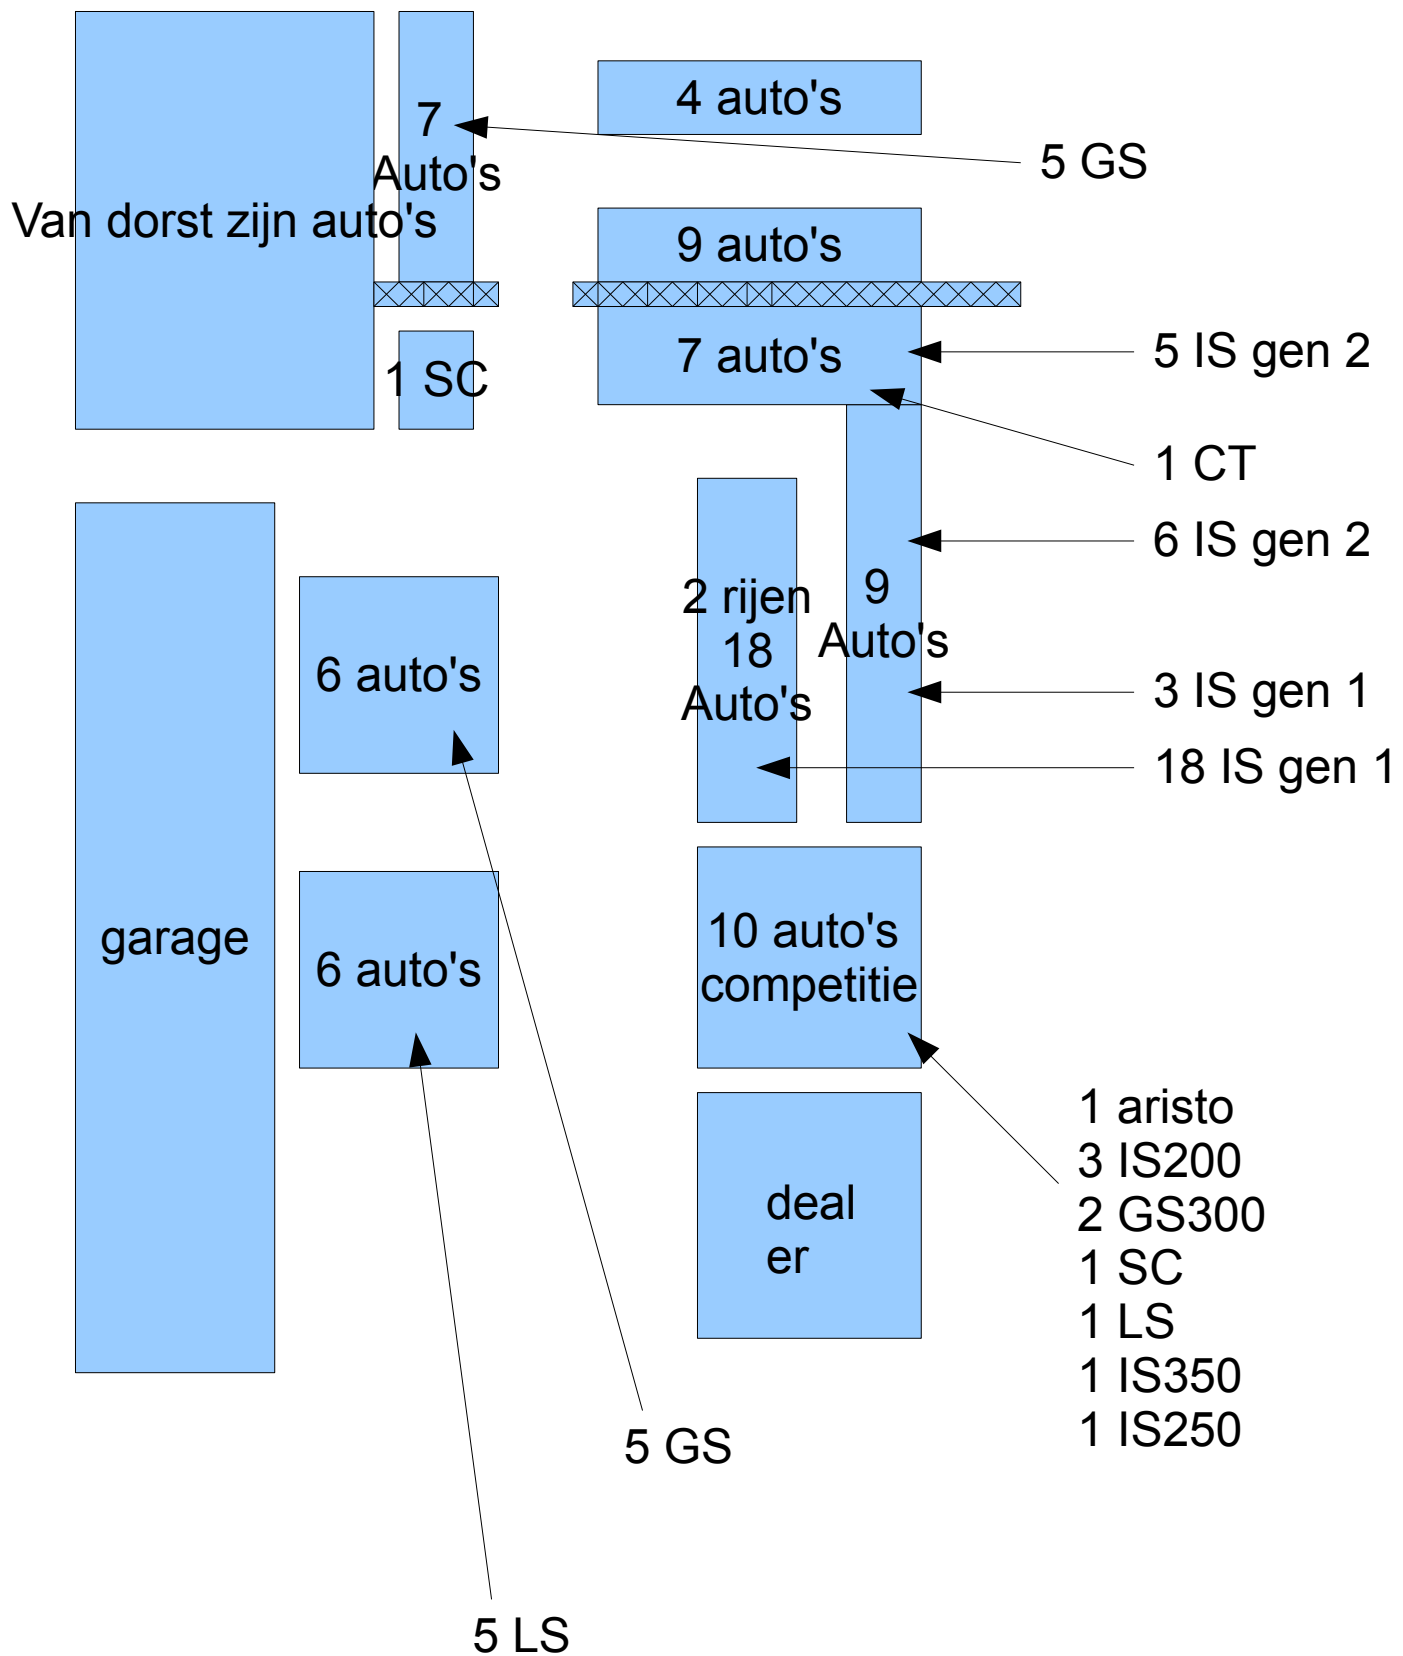 4 auto's
7
Auto's
5 GS
Van dorst zijn auto's
9 auto's
7 auto's
5 IS gen 2
1 SC
1 CT
6 IS gen 2
2 rijen
18
Auto's
9
Auto's
6 auto's
3 IS gen 1
18 IS gen 1
garage
6 auto's
10 auto's
competitie
1 aristo
3 IS200
2 GS300
1 SC
1 LS
1 IS350
1 IS250
deal
er
5 GS
5 LS